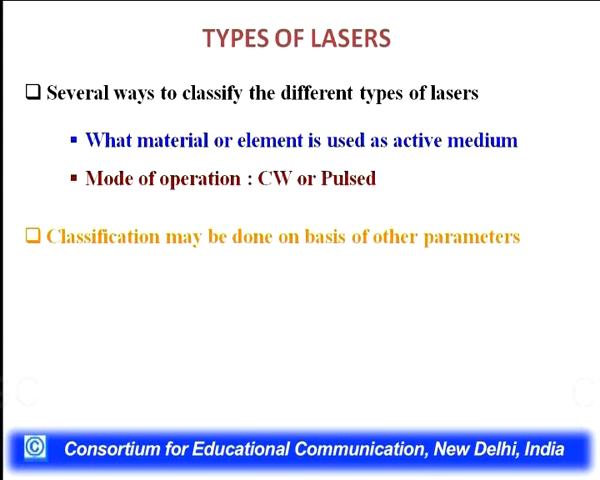 TYPES OF LASERS
Several ways to classify the different types of lasers
What material or element is used as active medium
Mode of operation : CW or Pulsed
Classification may be done on basis of other parameters
© Consortium for Educational Communication, New Delhi, India